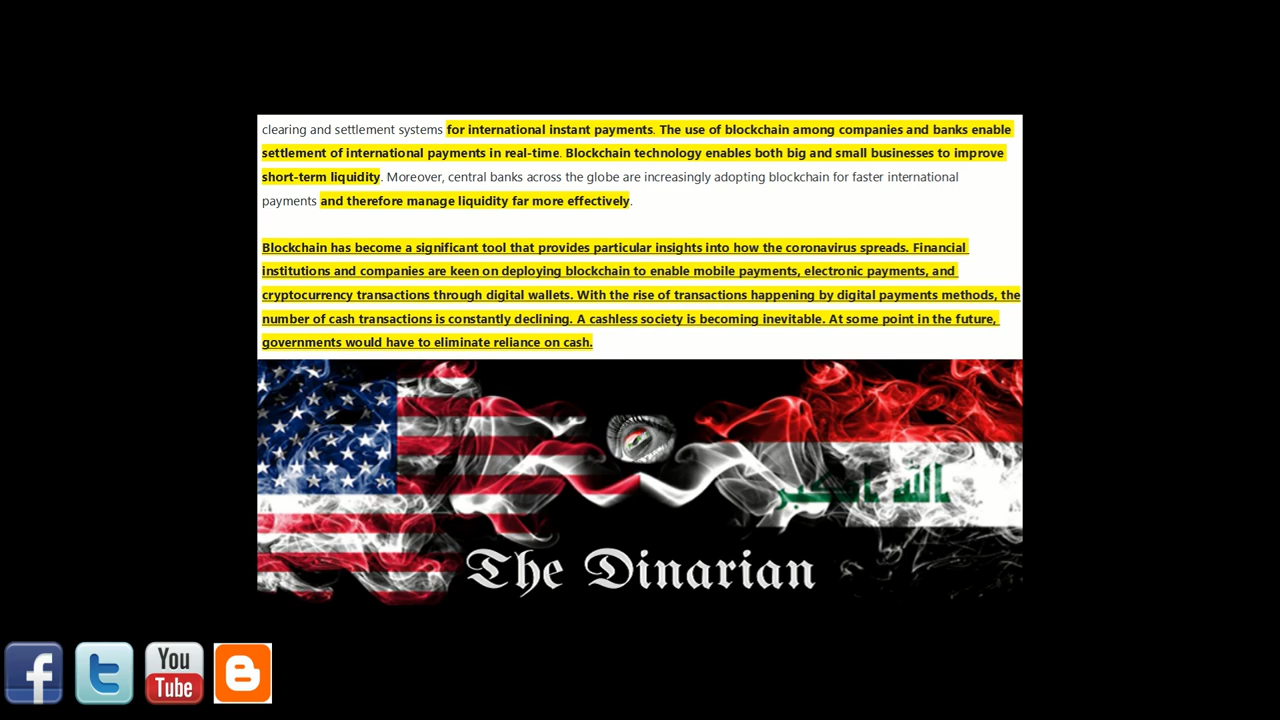 clearing and settlement systems for international instant payments. The use of blockchain among companies and banks enable
settlement of international payments in real-time. Blockchain technology enables both big and small businesses to improve
short-term liquidity. Moreover, central banks across the globe are increasingly adopting blockchain for faster international
payments and therefore manage liquidity far more effectively.
Blockchain has become a significant tool that provides particular insights into how the coronavirus spreads. Financial
institutions and companies are keen on deploying blockchain to enable mobile payments, electronic payments, and
cryptocurrency transactions through digital wallets. With the rise of transactions happening by digital payments methods, the
number of cash transactions is constantly declining. A cashless society is becoming inevitable. At some point in the future,
governments would have to eliminate reliance on cash.
الله اكبر
The Dinarian
You
Tube